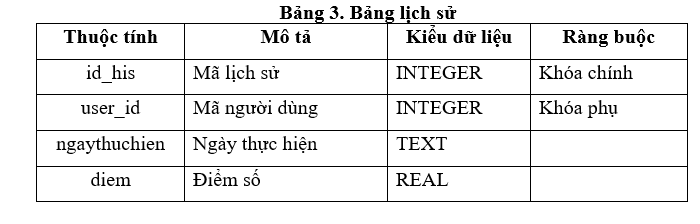 Bảng 3. Bảng lịch sử
Thuộc tính Mô tả Kiểu dữ liệu Ràng buộc
id_his Mã lịch sử INTEGER Khóa chính
user_id Mã người dùng INTEGER Khóa phụ
ngaythuchien Ngày thực hiện TEXT
diem Điểm số REAL